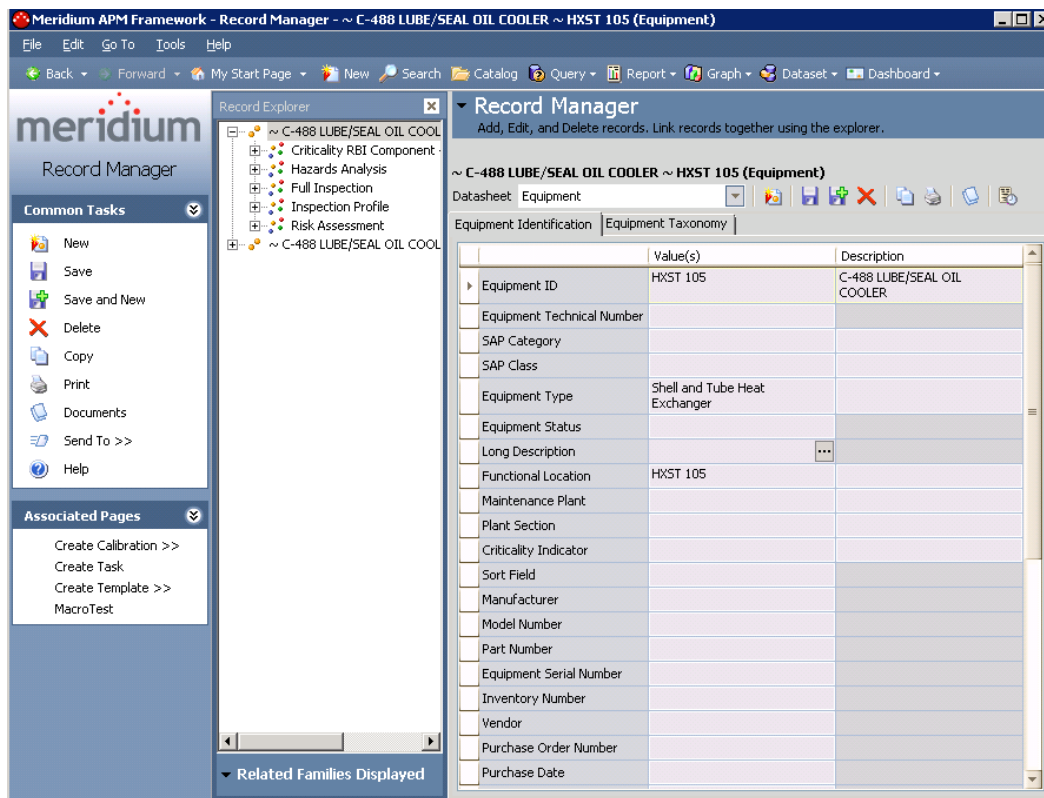 Meridium APM Framework - Record Manager - ~ C-488 LUBE/SEAL OIL COOLER ~ HXST 105 (Equipment)
File Edit Go To Tools Help
Back Forward My Start Page New Search Catalog Query Report Graph Dataset Dashboard
meridium
Record Manager
Common Tasks
New
Save
Save and New
Delete
Copy
Print
Documents
Send To >>
Help
Associated Pages
Create Calibration >>
Create Task
Create Template >>
MacroTest
Record Explorer
~ C-488 LUBE/SEAL OIL COOL
Criticality RBI Component -
Hazards Analysis
Full Inspection
Inspection Profile
Risk Assessment
~ C-488 LUBE/SEAL OIL COOL
Related Families Displayed
Record Manager
Add, Edit, and Delete records. Link records together using the explorer.
~ C-488 LUBE/SEAL OIL COOLER ~ HXST 105 (Equipment)
Datasheet Equipment
Equipment Identification Equipment Taxonomy
Value(s) Description
Equipment ID HXST 105 C-488 LUBE/SEAL OIL
COOLER
Equipment Technical Number
SAP Category
SAP Class
Equipment Type Shell and Tube Heat
Exchanger
Equipment Status
Long Description ...
Functional Location HXST 105
Maintenance Plant
Plant Section
Criticality Indicator
Sort Field
Manufacturer
Model Number
Part Number
Equipment Serial Number
Inventory Number
Vendor
Purchase Order Number
Purchase Date